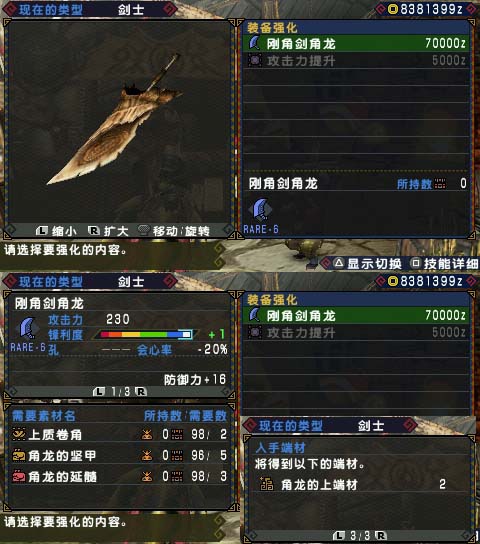 现在的类型 剑士
8381399z
装备强化
刚角剑角龙 70000z
攻击力提升 5000z
刚角剑角龙 所持数 0
RARE-6
L 缩小 R 扩大 移动/旋转
请选择要强化的内容。
△ 显示切换 □ 技能详细
现在的类型 剑士
8381399z
刚角剑角龙
攻击力 230
锋利度 +1
RARE-6
孔 --- 会心率 -20%
防御力+16
L 1/3 R
装备强化
刚角剑角龙 70000z
攻击力提升 5000z
需要素材名 所持数/需要数
上质卷角 0 98/ 2
角龙的坚甲 0 96/ 5
角龙的延髓 0 98/ 3
请选择要强化的内容。
现在的类型 剑士
入手端材
将得到以下的端材。
角龙的上端材 2
L 3/3 R